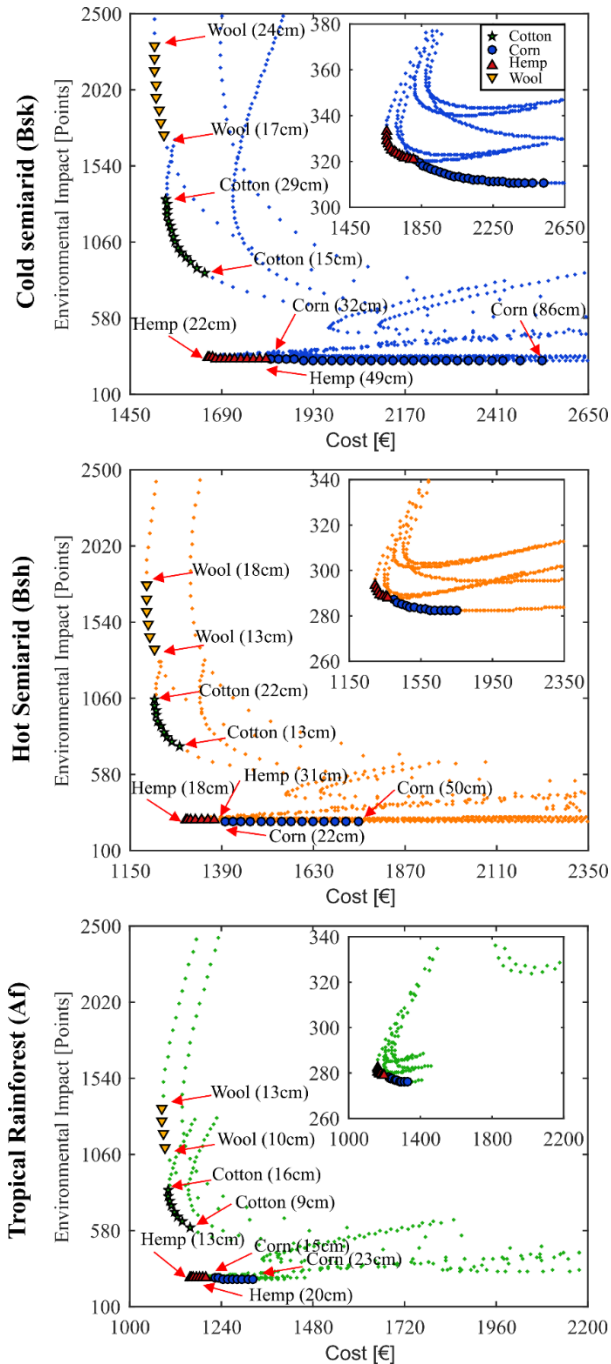 Cold semiarid (Bsk)
Environmental Impact [Points]
2500
2020
1540
1060
580
100
1450 1690 1930 2170 2410 2650
Cost [€]
Wool (24cm)
Wool (17cm)
Cotton (29cm)
Cotton (15cm)
Corn (32cm)
Corn (86cm)
Hemp (22cm)
Hemp (49cm)
380
360
340
320
300
1450 1850 2250 2650
Cotton
Corn
Hemp
Wool
Hot Semiarid (Bsh)
Environmental Impact [Points]
2500
2020
1540
1060
580
100
1150 1390 1630 1870 2110 2350
Cost [€]
Wool (18cm)
Wool (13cm)
Cotton (22cm)
Cotton (13cm)
Hemp (18cm)
Hemp (31cm)
Corn (50cm)
Corn (22cm)
340
320
300
280
260
1150 1550 1950 2350
Tropical Rainforest (Af)
Environmental Impact [Points]
2500
2020
1540
1060
580
100
1000 1240 1480 1720 1960 2200
Cost [€]
Wool (13cm)
Wool (10cm)
Cotton (16cm)
Cotton (9cm)
Hemp (13cm)
Corn (15cm)
Corn (23cm)
Hemp (20cm)
340
320
300
280
260
1000 1400 1800 2200